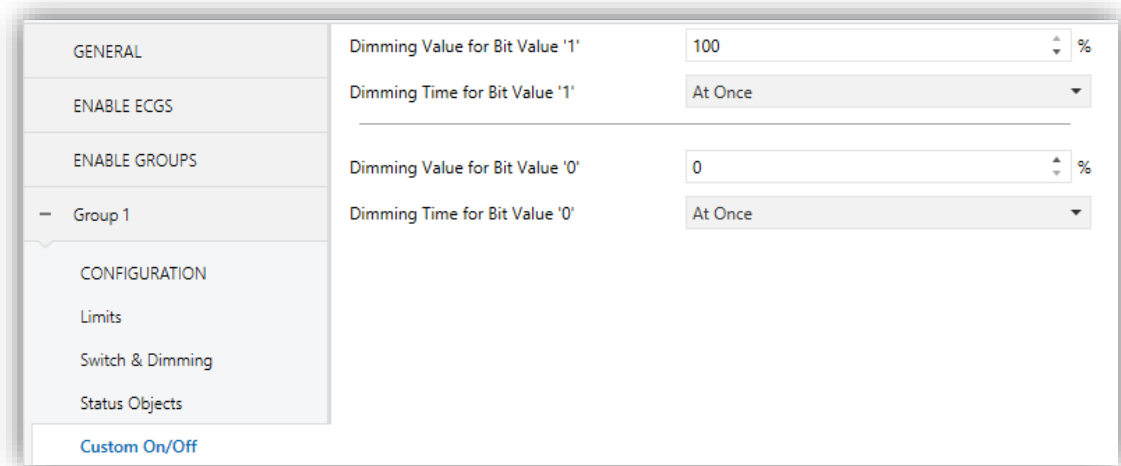 GENERAL
ENABLE ECGS
ENABLE GROUPS
− Group 1
CONFIGURATION
Limits
Switch & Dimming
Status Objects
Custom On/Off
Dimming Value for Bit Value '1' 100 %
Dimming Time for Bit Value '1' At Once
Dimming Value for Bit Value '0' 0 %
Dimming Time for Bit Value '0' At Once